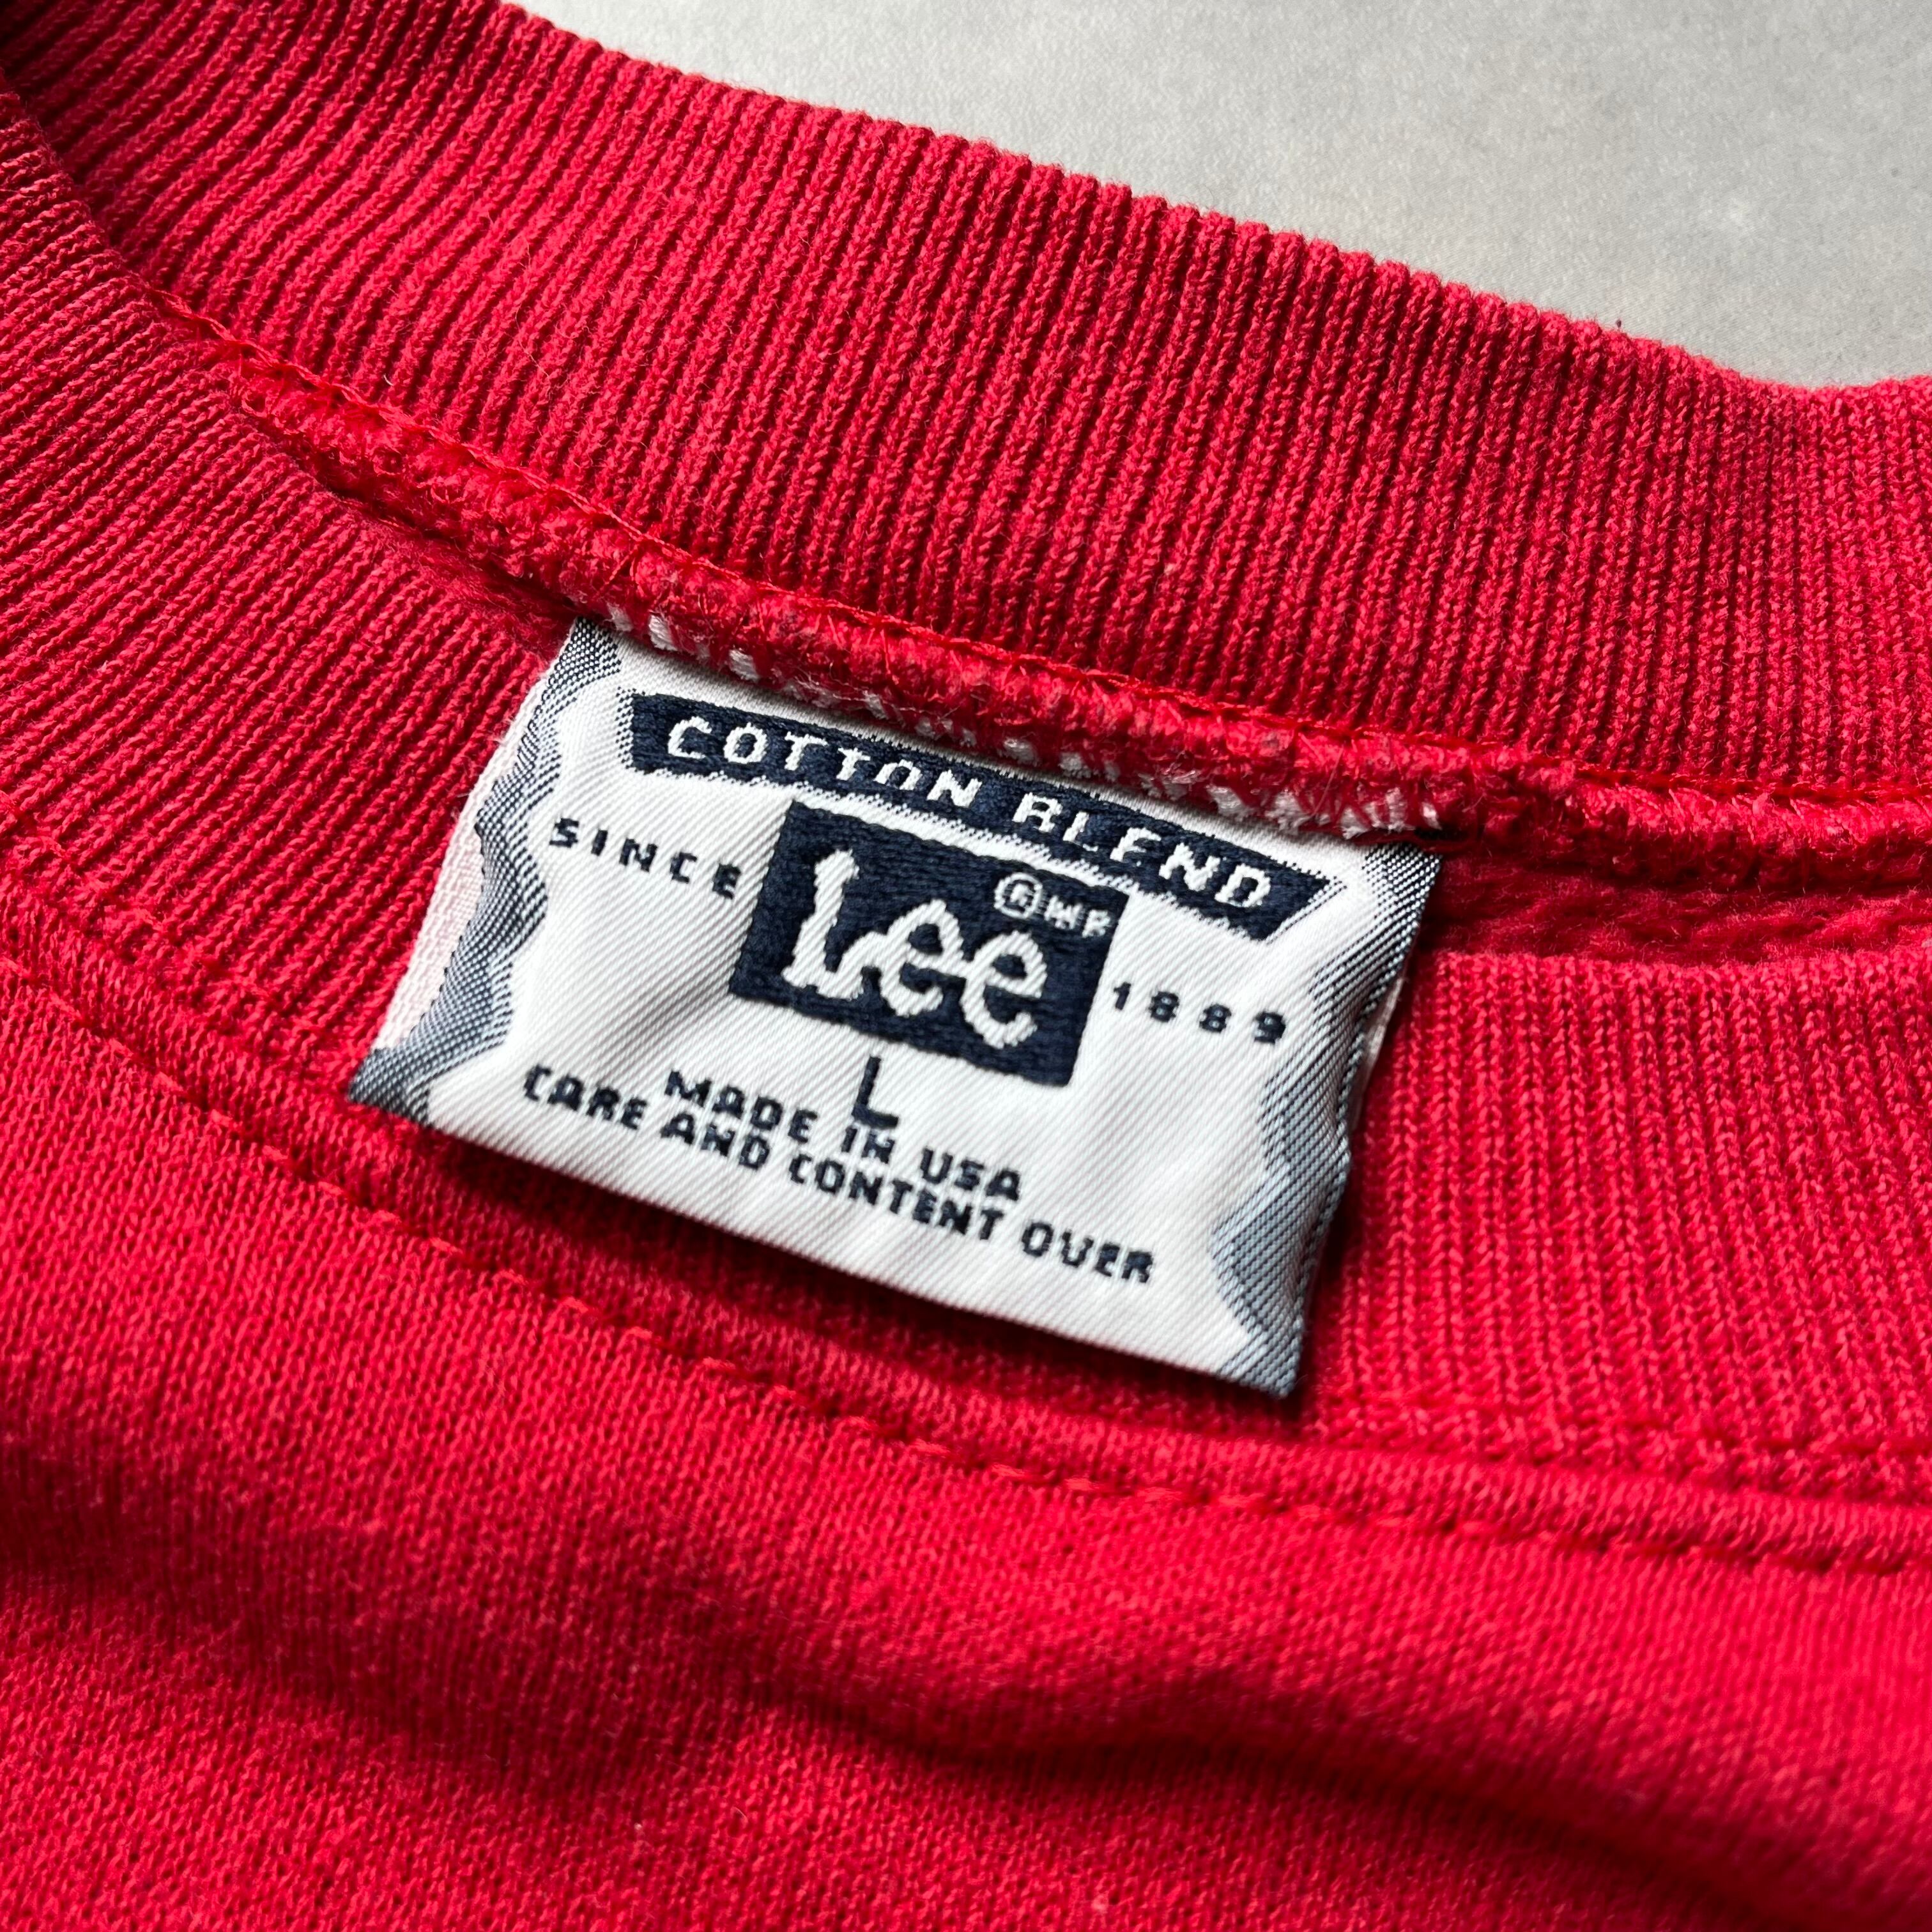 COTTON BLEND
SINCE Lee ® MR 1889
L
MADE IN USA
CARE AND CONTENT OVER